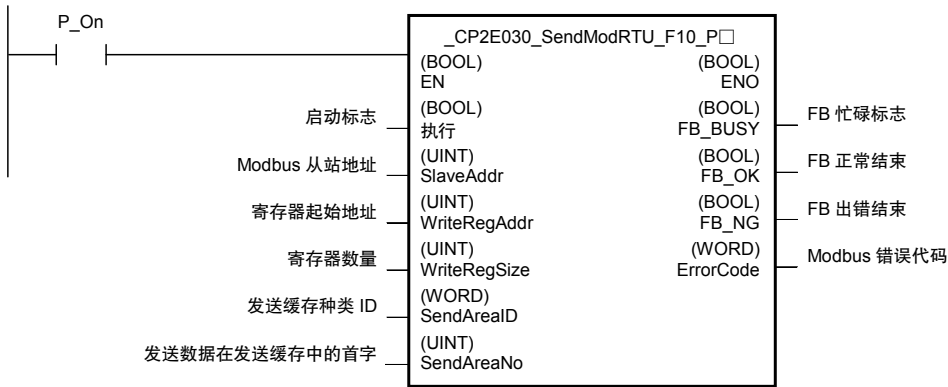 P_On
_CP2E030_SendModRTU_F10_P□
(BOOL) (BOOL)
EN ENO
启动标志 (BOOL) (BOOL) FB 忙碌标志
执行 FB_BUSY
Modbus 从站地址 (UINT) (BOOL) FB 正常结束
SlaveAddr FB_OK
寄存器起始地址 (UINT) (BOOL) FB 出错结束
WriteRegAddr FB_NG
寄存器数量 (UINT) (WORD) Modbus 错误代码
WriteRegSize ErrorCode
发送缓存种类 ID (WORD)
SendAreaID
发送数据在发送缓存中的首字 (UINT)
SendAreaNo